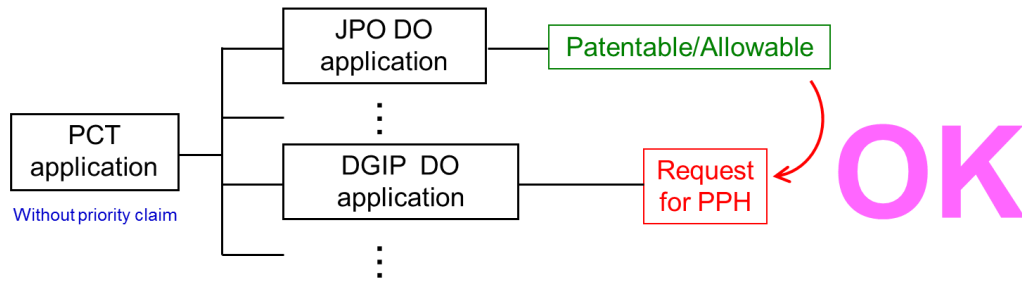 JPO DO
application
Patentable/Allowable
PCT
application
Without priority claim
DGIP DO
application
Request
for PPH
OK